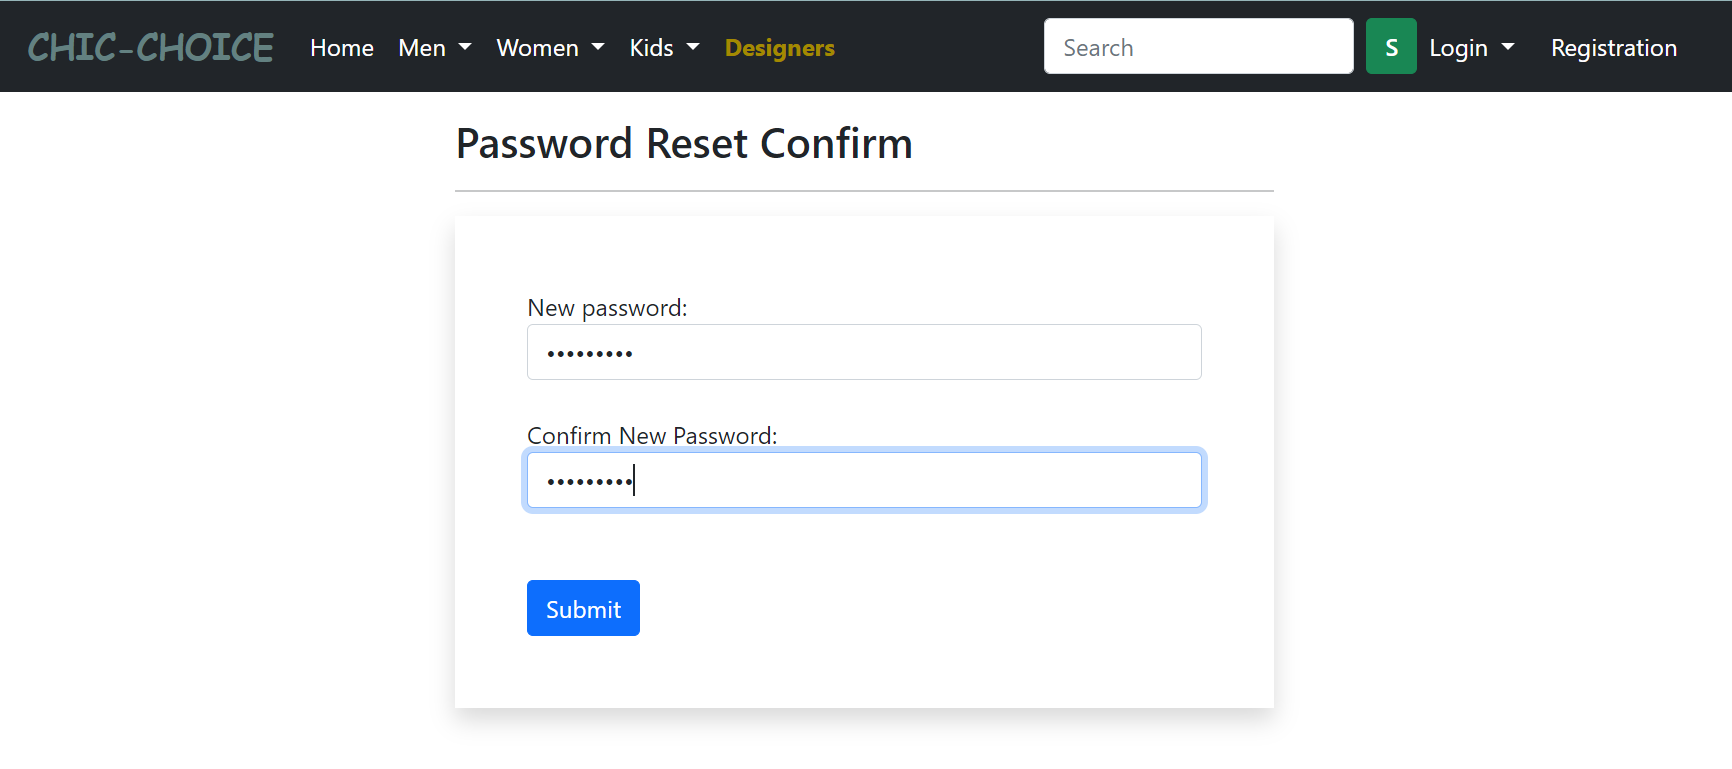 CHIC-CHOICE Home Men Women Kids Designers Search S Login Registration
Password Reset Confirm
New password:
•••••••••
Confirm New Password:
•••••••••
Submit